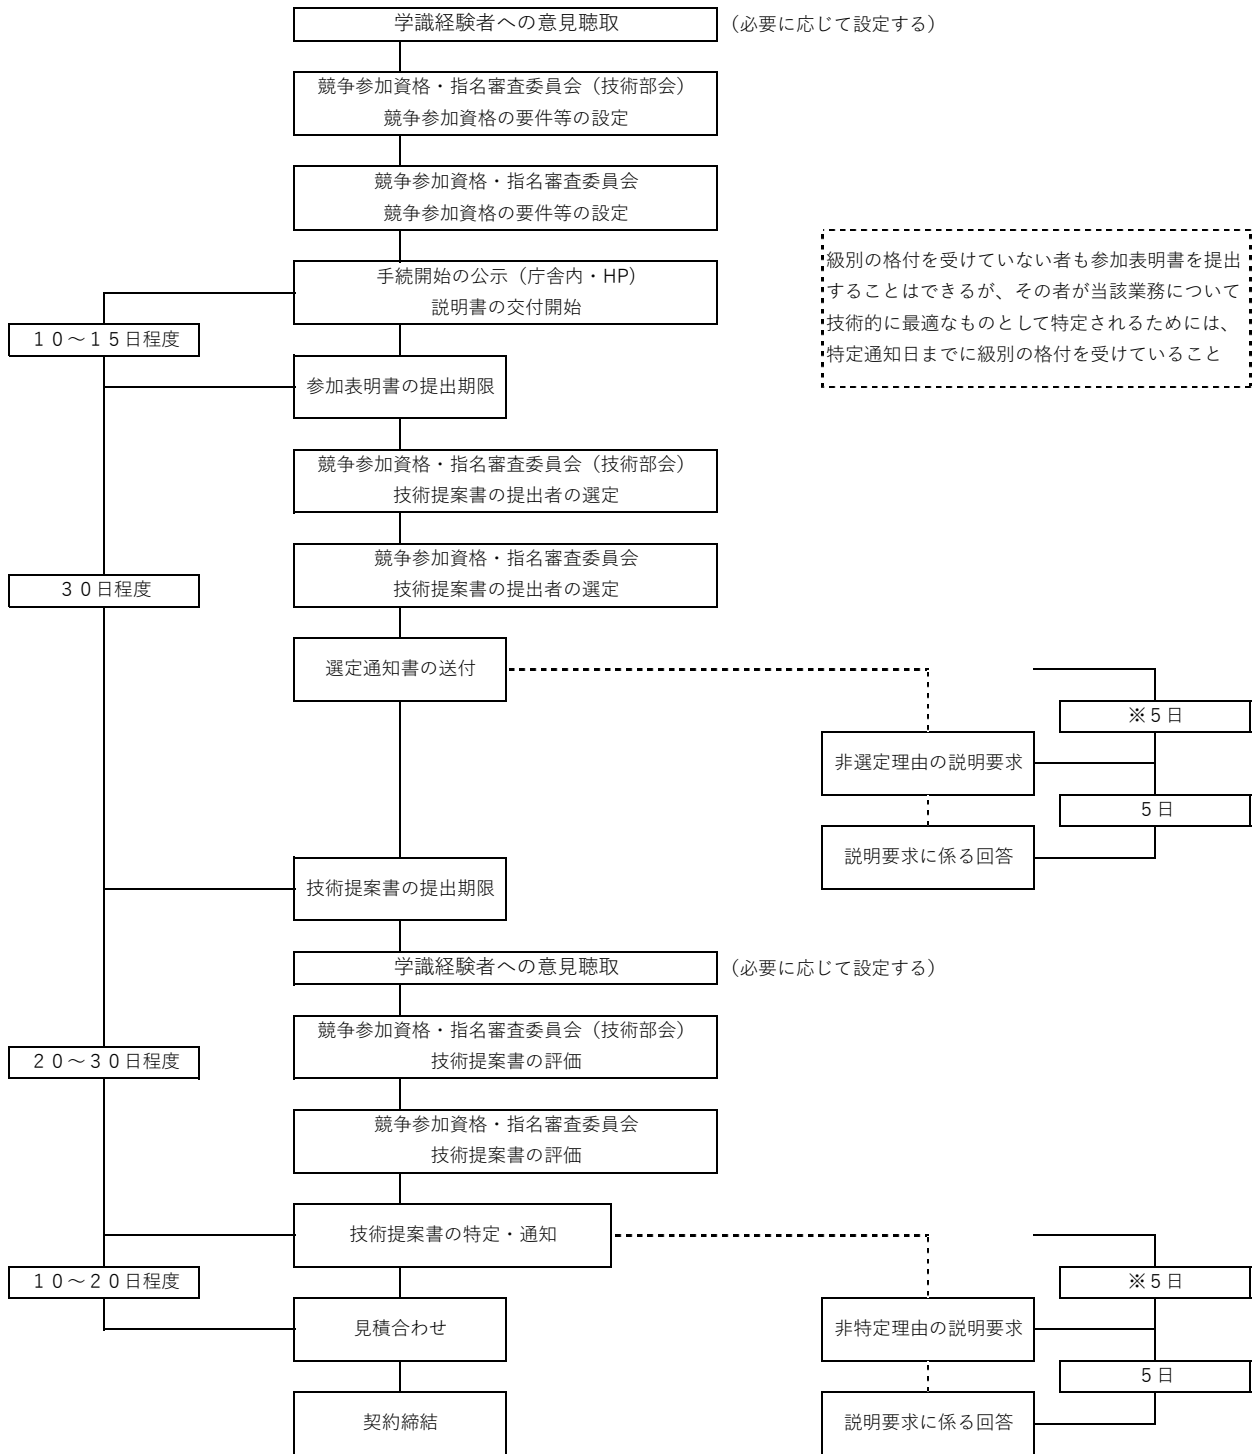 学識経験者への意見聴取
(必要に応じて設定する)
競争参加資格・指名審査委員会（技術部会）
競争参加資格の要件等の設定
競争参加資格・指名審査委員会
競争参加資格の要件等の設定
級別の格付を受けていない者も参加表明書を提出
することはできるが、その者が当該業務について
技術的に最適なものとして特定されるためには、
特定通知日までに級別の格付を受けていること
手続開始の公示（庁舎内・HP）
説明書の交付開始
１０～１５日程度
参加表明書の提出期限
競争参加資格・指名審査委員会（技術部会）
技術提案書の提出者の選定
競争参加資格・指名審査委員会
技術提案書の提出者の選定
３０日程度
選定通知書の送付
※５日
非選定理由の説明要求
５日
説明要求に係る回答
技術提案書の提出期限
学識経験者への意見聴取
(必要に応じて設定する)
競争参加資格・指名審査委員会（技術部会）
技術提案書の評価
２０～３０日程度
競争参加資格・指名審査委員会
技術提案書の評価
技術提案書の特定・通知
１０～２０日程度
※５日
見積合わせ
非特定理由の説明要求
５日
契約締結
説明要求に係る回答